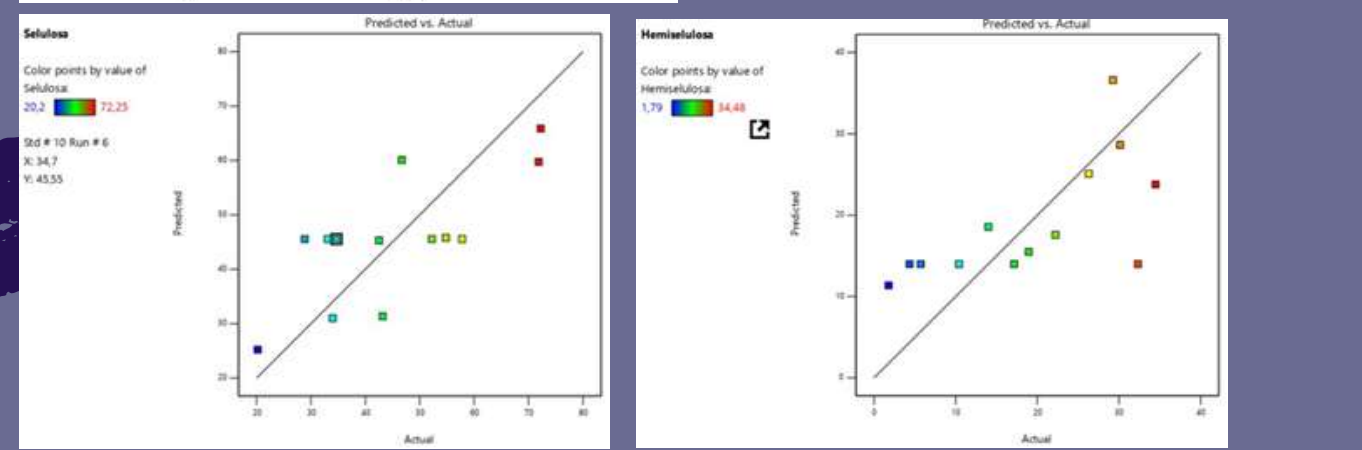 Predicted vs. Actual
Selulosa
Color points by value of
Selulosa:
20,2 72,25
Std # 10 Run # 6
X: 34,7
Y: 45,55
80
70
60
50
40
30
20
Predicted
20 30 40 50 60 70 80
Actual
Predicted vs. Actual
Hemiselulosa
Color points by value of
Hemiselulosa:
1,79 34,48
40
30
20
10
0
Predicted
0 10 20 30 40
Actual